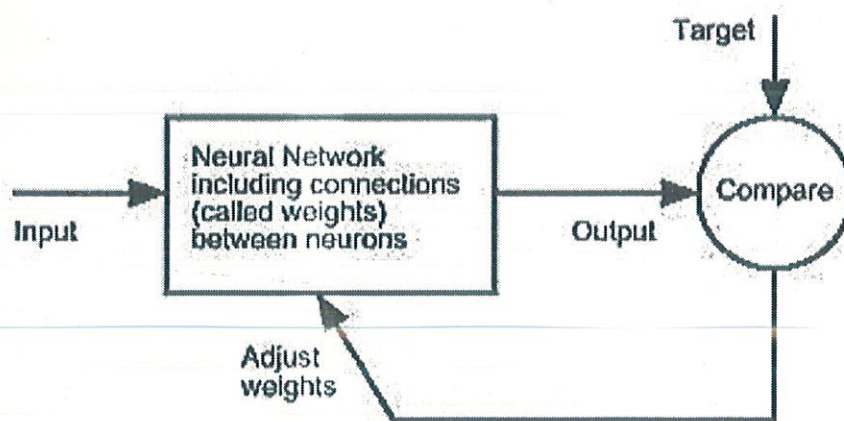 Target
Neural Network
including connections
(called weights)
between neurons
Compare
Input
Output
Adjust
weights